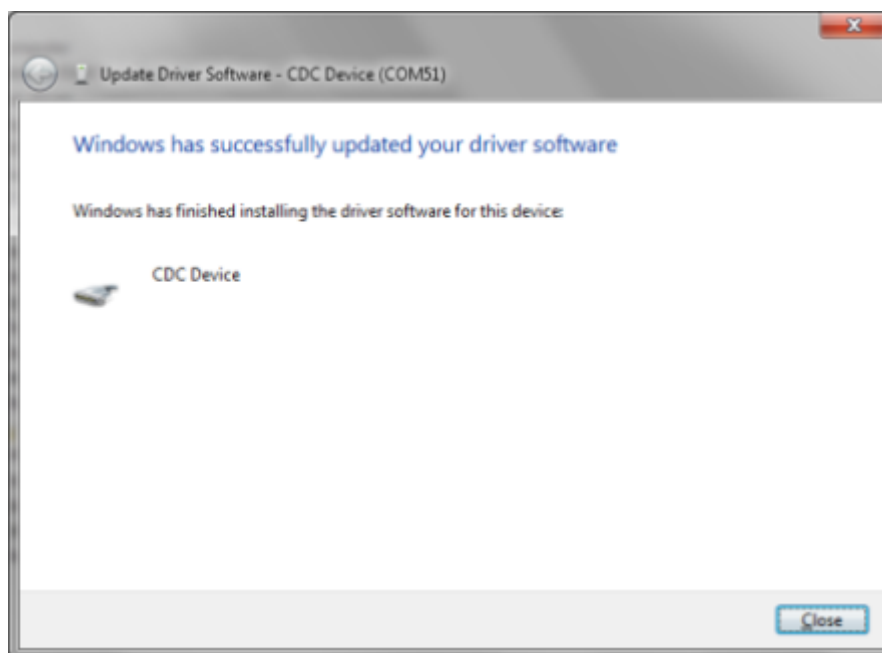 Update Driver Software - CDC Device (COM51)
Windows has successfully updated your driver software
Windows has finished installing the driver software for this device:
CDC Device
Close